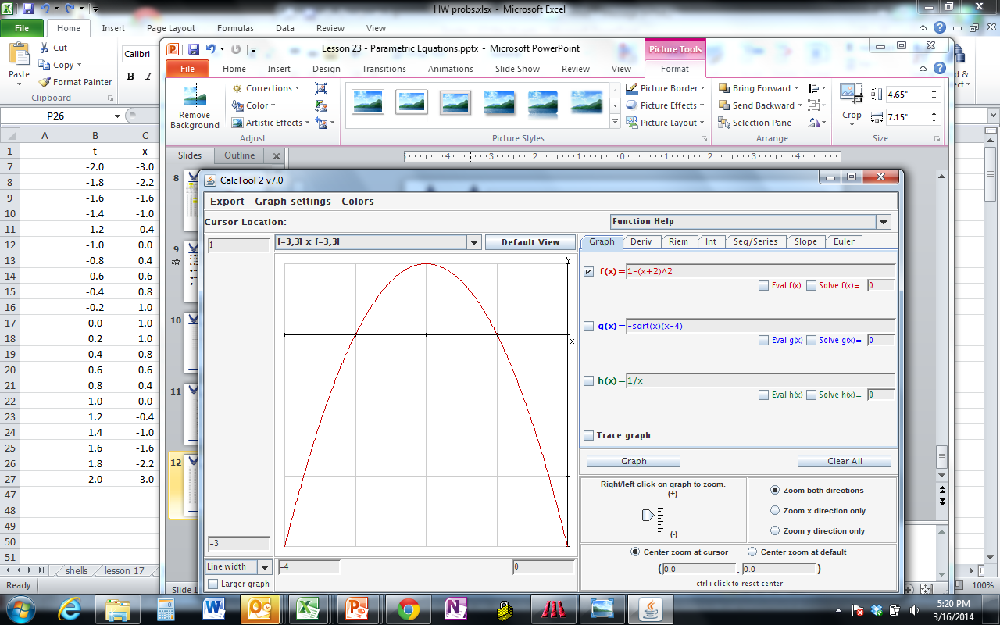 HW probs.xlsx - Microsoft Excel
File Home Insert Page Layout Formulas Data Review View
Cut
Copy
Format Painter
Paste
Clipboard
Calibri
B I
P26
A B C
1 t x
7 -2.0 -3.0
8 -1.8 -2.2
9 -1.6 -1.6
10 -1.4 -1.0
11 -1.2 -0.4
12 -1.0 0.0
13 -0.8 0.4
14 -0.6 0.6
15 -0.4 0.8
16 -0.2 1.0
17 0.0 1.0
18 0.2 1.0
19 0.4 0.8
20 0.6 0.6
21 0.8 0.4
22 1.0 0.0
23 1.2 -0.4
24 1.4 -1.0
25 1.6 -1.6
26 1.8 -2.2
27 2.0 -3.0
47
48
49
50
51
shells lesson 17
Ready
100%
Lesson 23 - Parametric Equations.pptx - Microsoft PowerPoint
Picture Tools
File Home Insert Design Transitions Animations Slide Show Review View Format
Remove Background
Corrections
Color
Artistic Effects
Adjust
Picture Styles
Picture Border
Picture Effects
Picture Layout
Bring Forward
Send Backward
Selection Pane
Arrange
Crop
4.65"
7.15"
Size
Slides Outline
3 2 1 0 1 2 3 4
8
9
10
11
12
Slide 1
CalcTool 2 v7.0
Export Graph settings Colors
Cursor Location:
Function Help
1
[-3,3] x [-3,3]
Default View
Graph Deriv Riem Int Seq/Series Slope Euler
y
x
f(x)= 1-(x+2)^2
Eval f(x) Solve f(x)= 0
g(x)= -sqrt(x)(x-4)
Eval g(x) Solve g(x)= 0
h(x)= 1/x
Eval h(x) Solve h(x)= 0
Trace graph
Graph Clear All
Right/left click on graph to zoom.
(+)
(-)
Zoom both directions
Zoom x direction only
Zoom y direction only
Center zoom at cursor Center zoom at default
( 0.0 , 0.0 )
ctrl+click to reset center
-3
Line width
-4 0
Larger graph
5:20 PM
3/16/2014